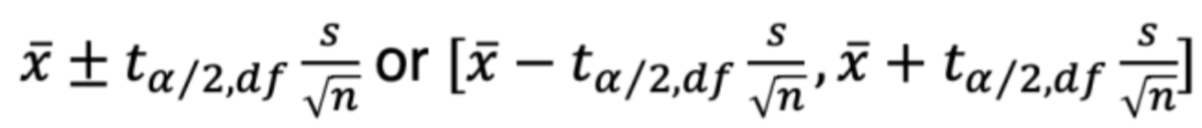 x̄ ± t_{α/2,df} s/√n or [x̄ − t_{α/2,df} s/√n, x̄ + t_{α/2,df} s/√n]